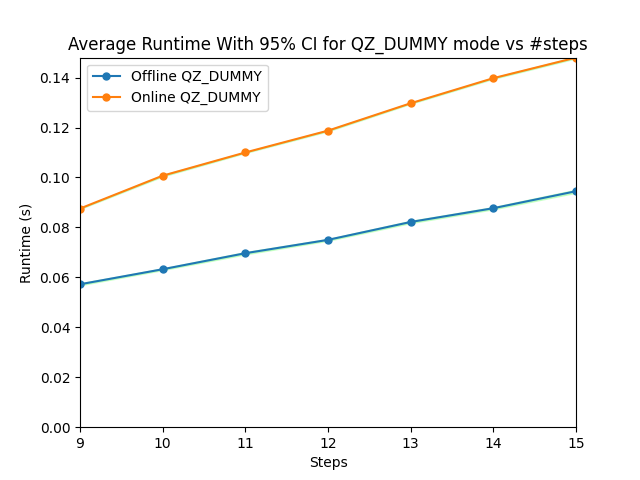 Average Runtime With 95% CI for QZ_DUMMY mode vs #steps
Offline QZ_DUMMY
Online QZ_DUMMY
Runtime (s)
0.14
0.12
0.10
0.08
0.06
0.04
0.02
0.00
9 10 11 12 13 14 15
Steps